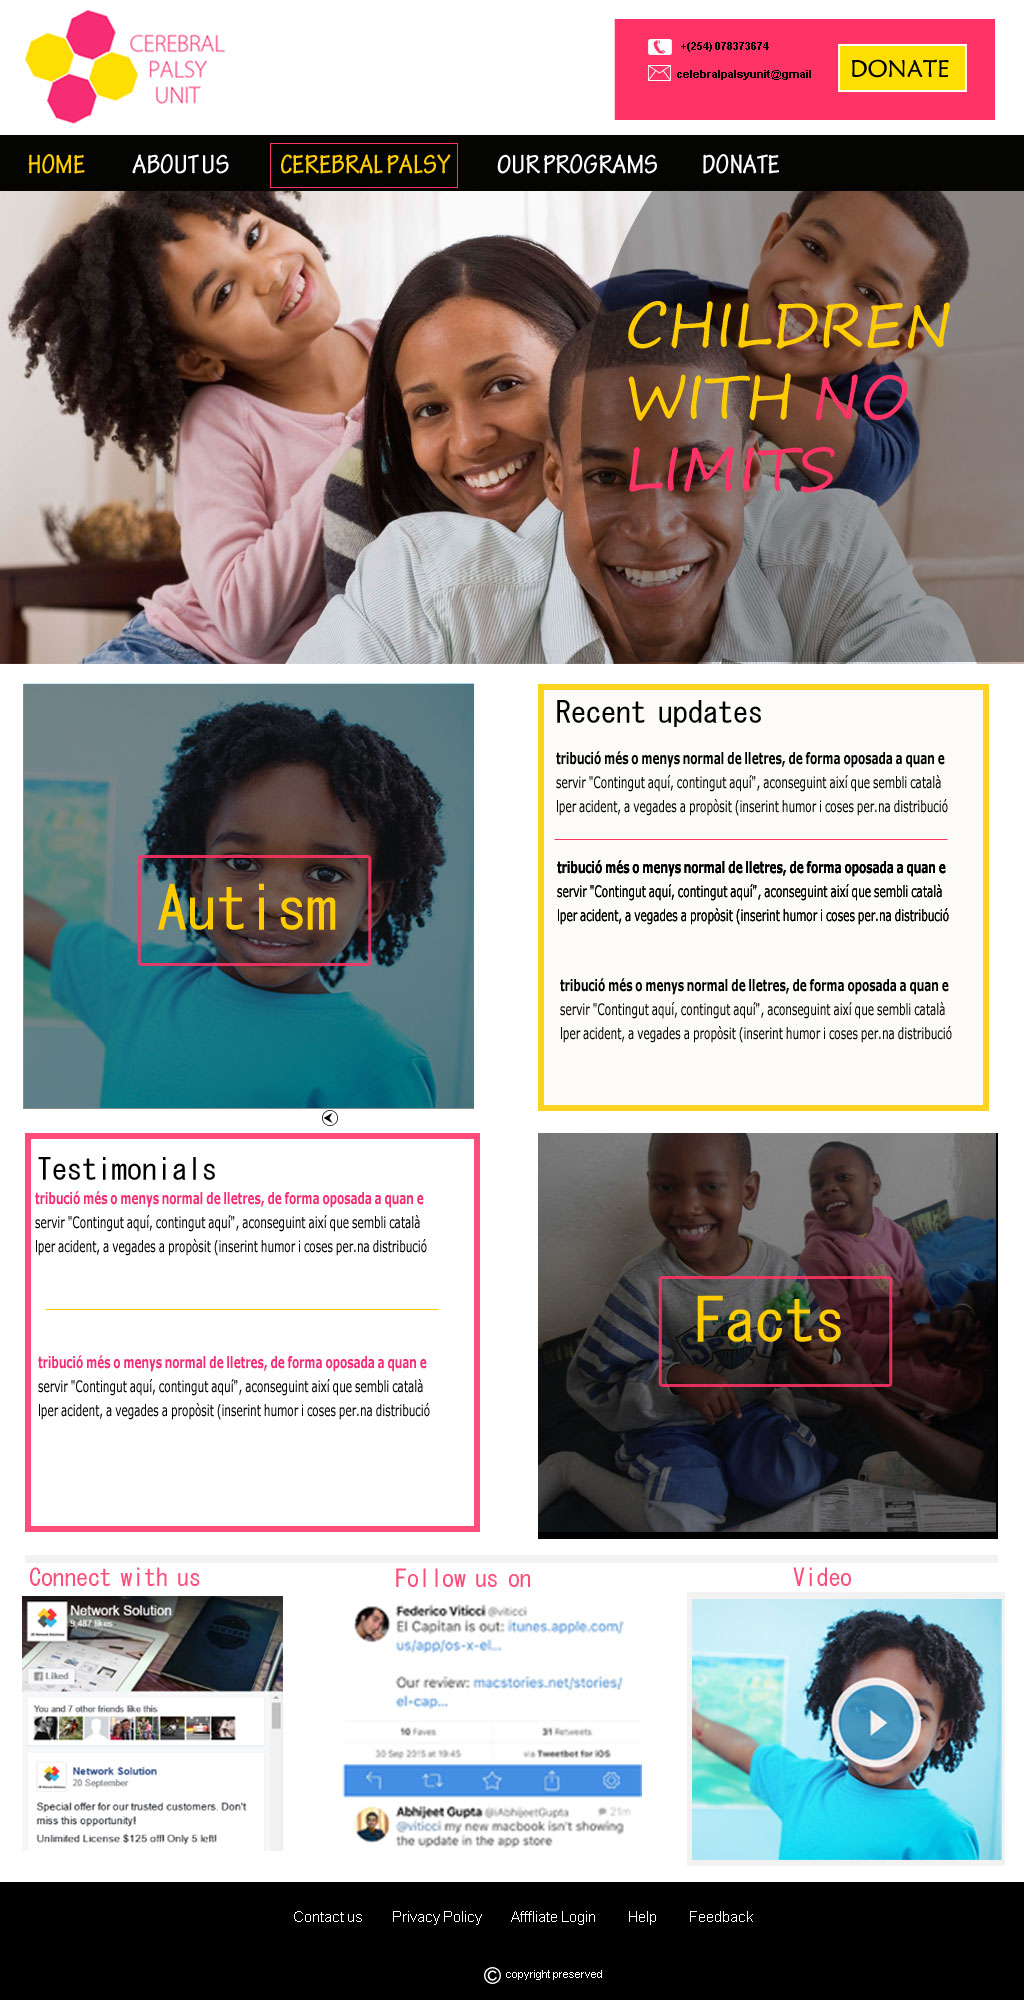 CEREBRAL
PALSY
UNIT
+(254) 078373674
celebralpalsyunit@gmail
DONATE
HOME ABOUT US CEREBRAL PALSY OUR PROGRAMS DONATE
CHILDREN
WITH NO
LIMITS
Autism
Recent updates
tribució més o menys normal de lletres, de forma oposada a quan e
servir "Contingut aquí, contingut aquí", aconseguint així que sembli català
Iper acident, a vegades a propòsit (inserint humor i coses per.na distribució
tribució més o menys normal de lletres, de forma oposada a quan e
servir "Contingut aquí, contingut aquí", aconseguint així que sembli català
Iper acident, a vegades a propòsit (inserint humor i coses per.na distribució
tribució més o menys normal de lletres, de forma oposada a quan e
servir "Contingut aquí, contingut aquí", aconseguint així que sembli català
Iper acident, a vegades a propòsit (inserint humor i coses per.na distribució
Testimonials
tribució més o menys normal de lletres, de forma oposada a quan e
servir "Contingut aquí, contingut aquí", aconseguint així que sembli català
Iper acident, a vegades a propòsit (inserint humor i coses per.na distribució
tribució més o menys normal de lletres, de forma oposada a quan e
servir "Contingut aquí, contingut aquí", aconseguint així que sembli català
Iper acident, a vegades a propòsit (inserint humor i coses per.na distribució
Facts
Connect with us
Network Solution
9,487 likes
Liked
You and 7 other friends like this
Network Solution
20 September
Special offer for our trusted customers. Don't
miss this opportunity!
Unlimited License $125 off! Only 5 left!
Follow us on
Federico Viticci @viticci
El Capitan is out: itunes.apple.com/
us/app/os-x-el...
Our review: macstories.net/stories/
el-cap...
10 Faves 31 Retweets
30 Sep 2015 at 19:45 via Tweetbot for iOS
Abhijeet Gupta @iAbhijeetGupta 21m
@viticci my new macbook isn't showing
the update in the app store
Video
Contact us Privacy Policy Afffliate Login Help Feedback
© copyright preserved